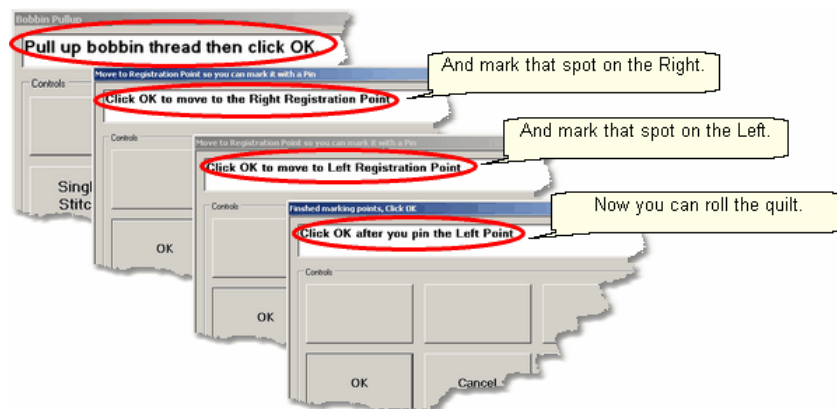 Bobbin Pullup
Pull up bobbin thread then click OK.
Controls
Singl
Stitc
Move to Registration Point so you can mark it with a Pin
Click OK to move to the Right Registration Point
Controls
OK
And mark that spot on the Right.
Move to Registration Point so you can mark it with a Pin
Click OK to move to Left Registration Point
Controls
OK
And mark that spot on the Left.
Finshed marking points, Click OK
Click OK after you pin the Left Point
Controls
OK
Cancel
Now you can roll the quilt.